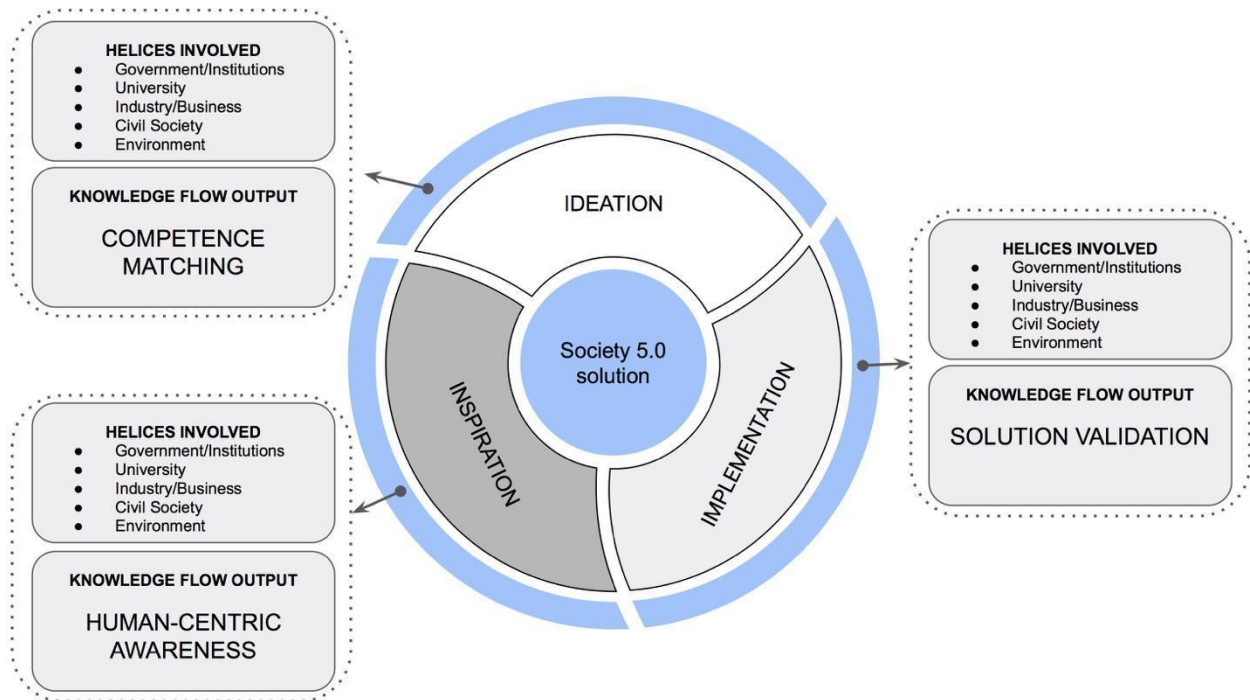 HELICES INVOLVED
● Government/Institutions
● University
● Industry/Business
● Civil Society
● Environment
KNOWLEDGE FLOW OUTPUT
COMPETENCE
MATCHING
HELICES INVOLVED
● Government/Institutions
● University
● Industry/Business
● Civil Society
● Environment
KNOWLEDGE FLOW OUTPUT
HUMAN-CENTRIC
AWARENESS
IDEATION
Society 5.0
solution
INSPIRATION
IMPLEMENTATION
HELICES INVOLVED
● Government/Institutions
● University
● Industry/Business
● Civil Society
● Environment
KNOWLEDGE FLOW OUTPUT
SOLUTION VALIDATION